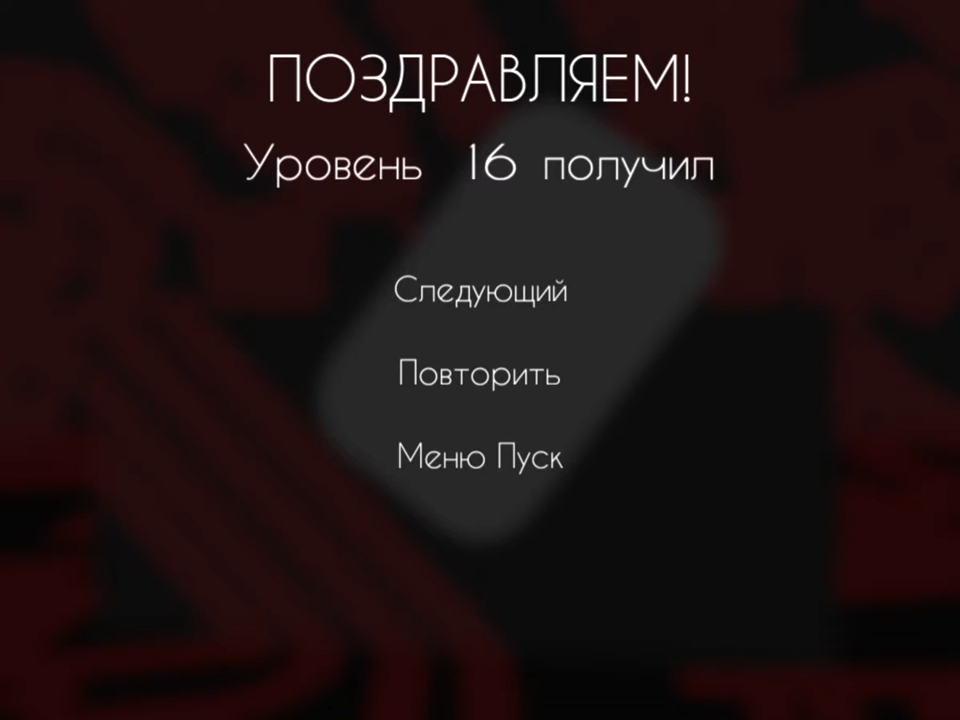 ПОЗДРАВЛЯЕМ!
Уровень 16 получил
Следующий
Повторить
Меню Пуск